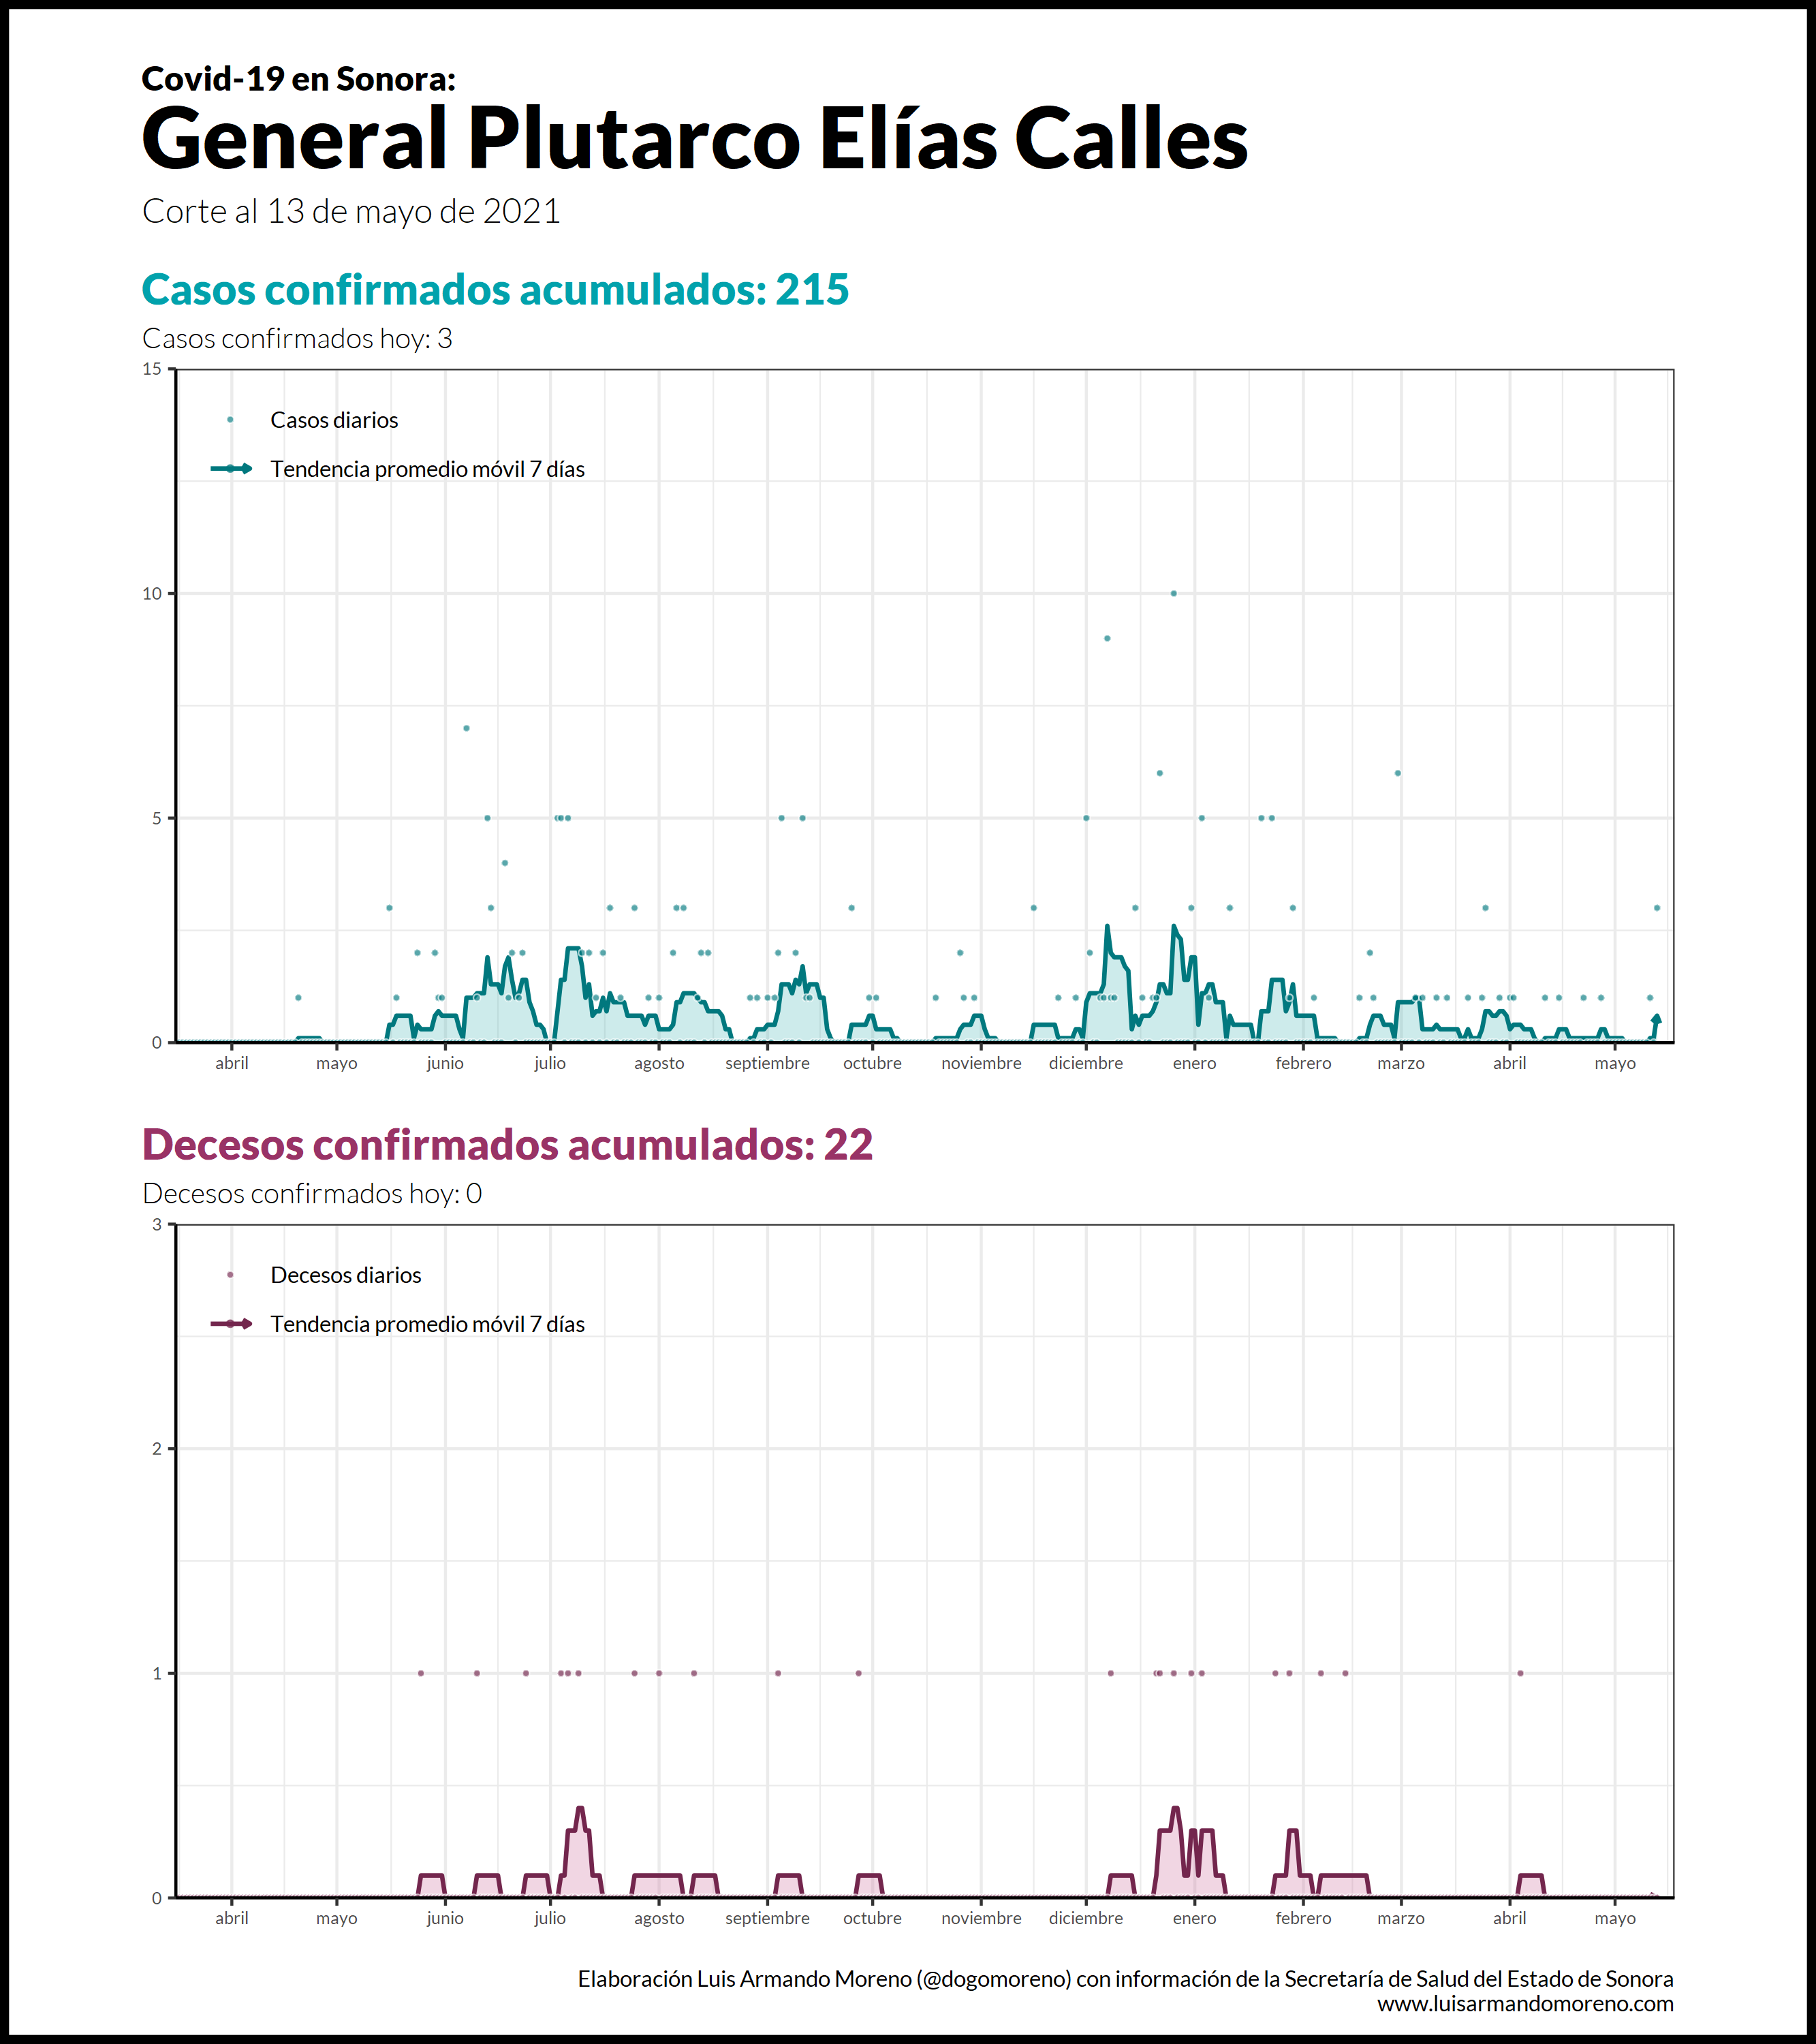 Covid-19 en Sonora:
General Plutarco Elías Calles
Corte al 13 de mayo de 2021
Casos confirmados acumulados: 215
Casos confirmados hoy: 3
15
Casos diarios
Tendencia promedio móvil 7 días
10
5
0
abril mayo junio julio agosto septiembre octubre noviembre diciembre enero febrero marzo abril mayo
Decesos confirmados acumulados: 22
Decesos confirmados hoy: 0
3
Decesos diarios
Tendencia promedio móvil 7 días
2
1
0
abril mayo junio julio agosto septiembre octubre noviembre diciembre enero febrero marzo abril mayo
Elaboración Luis Armando Moreno (@dogomoreno) con información de la Secretaría de Salud del Estado de Sonora
www.luisarmandomoreno.com